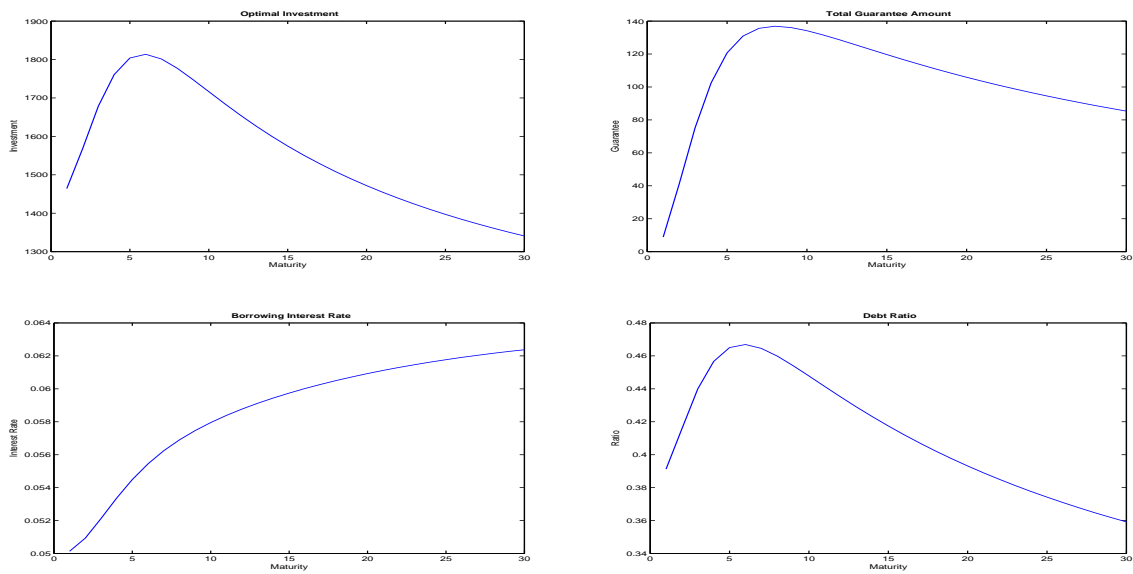 Optimal Investment
1900
1800
1700
1600
1500
1400
1300
Investment
0 5 10 15 20 25 30
Maturity
Total Guarantee Amount
140
120
100
80
60
40
20
0
Guarantee
0 5 10 15 20 25 30
Maturity
Borrowing Interest Rate
0.064
0.062
0.06
0.058
0.056
0.054
0.052
0.05
Interest Rate
0 5 10 15 20 25 30
Maturity
Debt Ratio
0.48
0.46
0.44
0.42
0.4
0.38
0.36
0.34
Ratio
0 5 10 15 20 25 30
Maturity